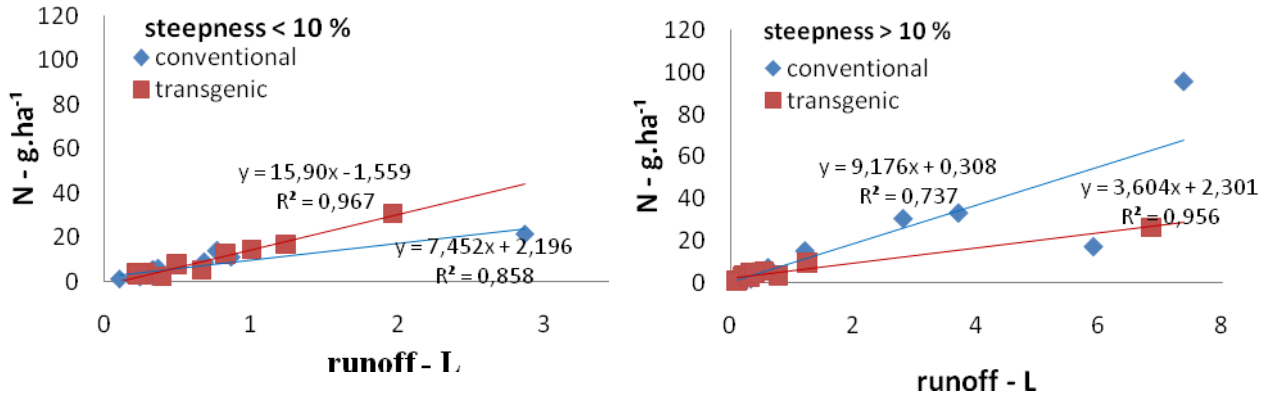 steepness < 10 %
conventional
transgenic
120
100
80
60
40
20
0
N - g.ha⁻¹
y = 15,90x - 1,559
R² = 0,967
y = 7,452x + 2,196
R² = 0,858
0 1 2 3
runoff - L
steepness > 10 %
conventional
transgenic
120
100
80
60
40
20
0
N - g.ha⁻¹
y = 9,176x + 0,308
R² = 0,737
y = 3,604x + 2,301
R² = 0,956
0 2 4 6 8
runoff - L